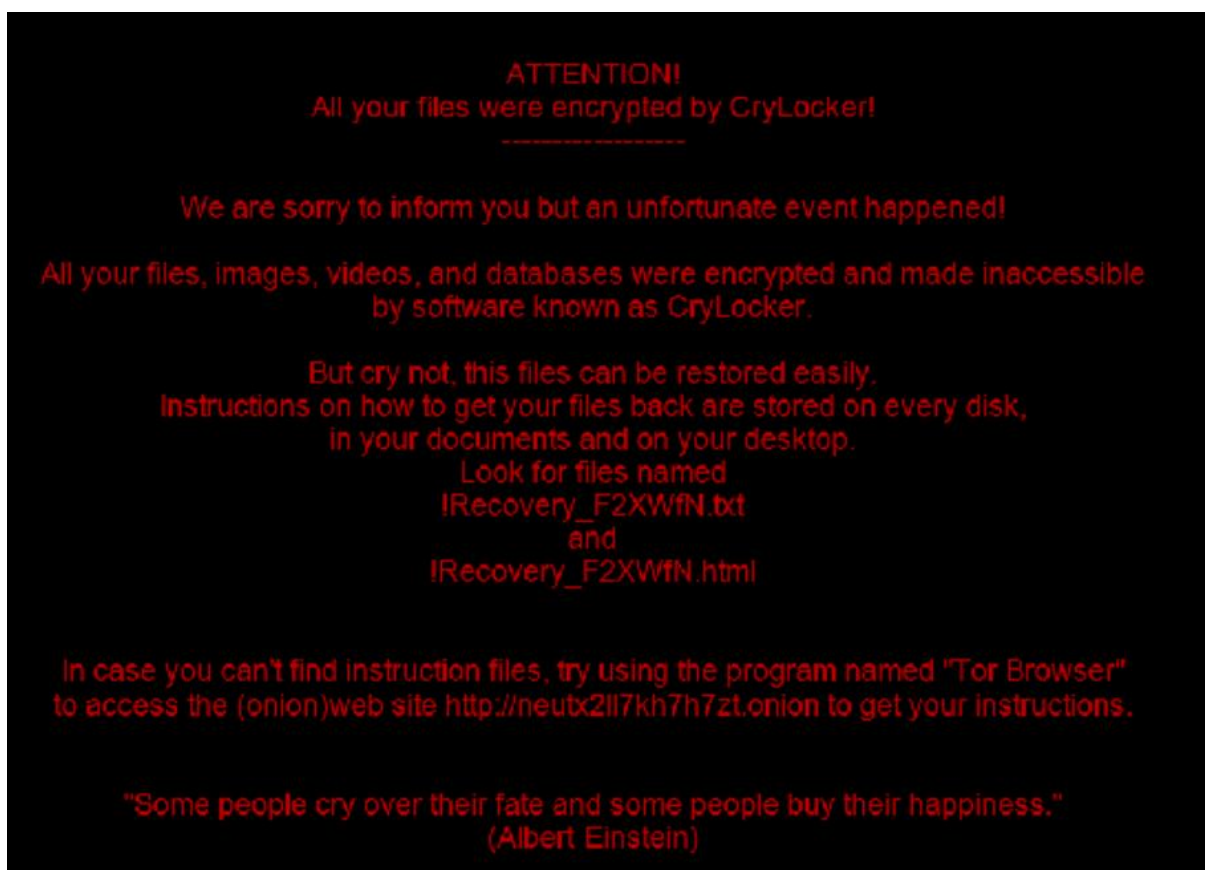 ATTENTION!
All your files were encrypted by CryLocker!
-------------------
We are sorry to inform you but an unfortunate event happened!
All your files, images, videos, and databases were encrypted and made inaccessible
by software known as CryLocker.
But cry not, this files can be restored easily.
Instructions on how to get your files back are stored on every disk,
in your documents and on your desktop.
Look for files named
!Recovery_F2XWfN.txt
and
!Recovery_F2XWfN.html
In case you can't find instruction files, try using the program named "Tor Browser"
to access the (onion)web site http://neutx2ll7kh7h7zt.onion to get your instructions.
"Some people cry over their fate and some people buy their happiness."
(Albert Einstein)